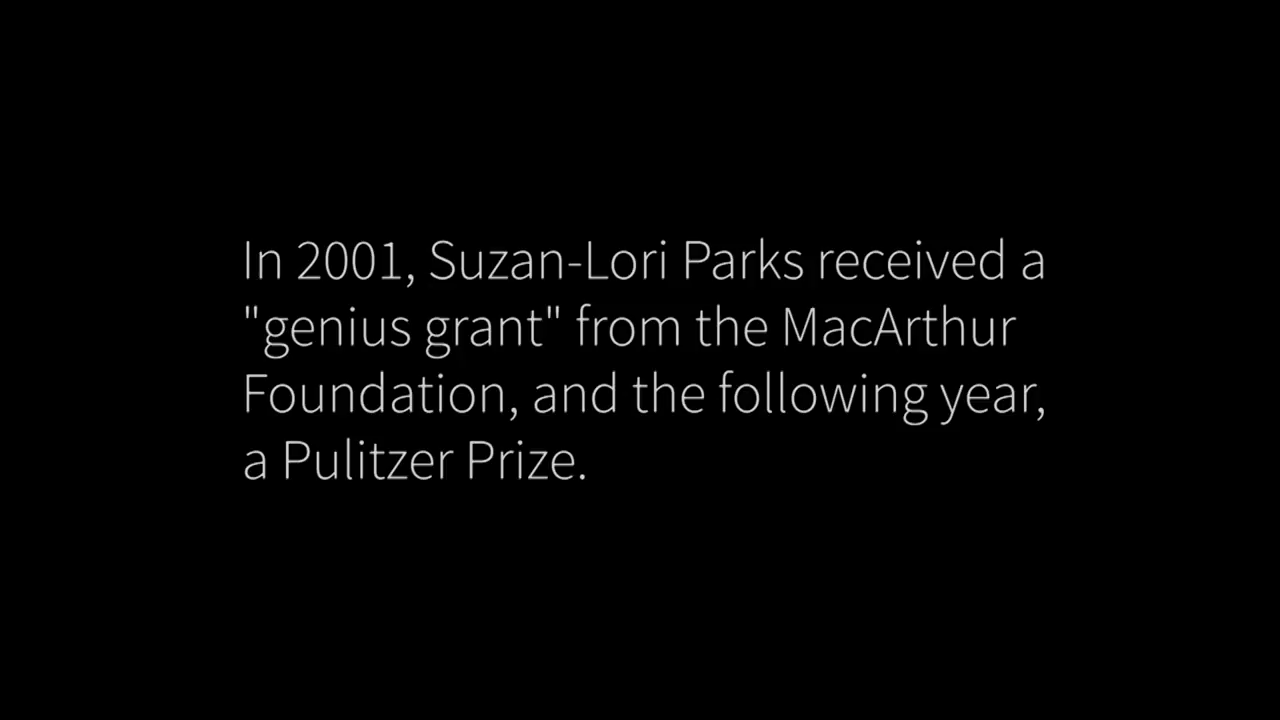 In 2001, Suzan-Lori Parks received a
"genius grant" from the MacArthur
Foundation, and the following year,
a Pulitzer Prize.